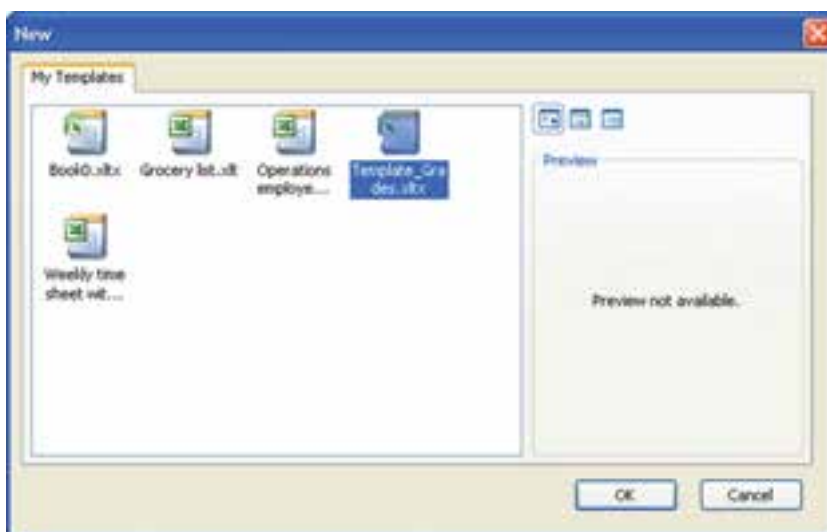 New
My Templates
BookO.xltx
Grocery list.xlt
Operations
employe....
Template_Gra
des.xltx
Preview
Weekly time
sheet wit....
Preview not available.
OK
Cancel